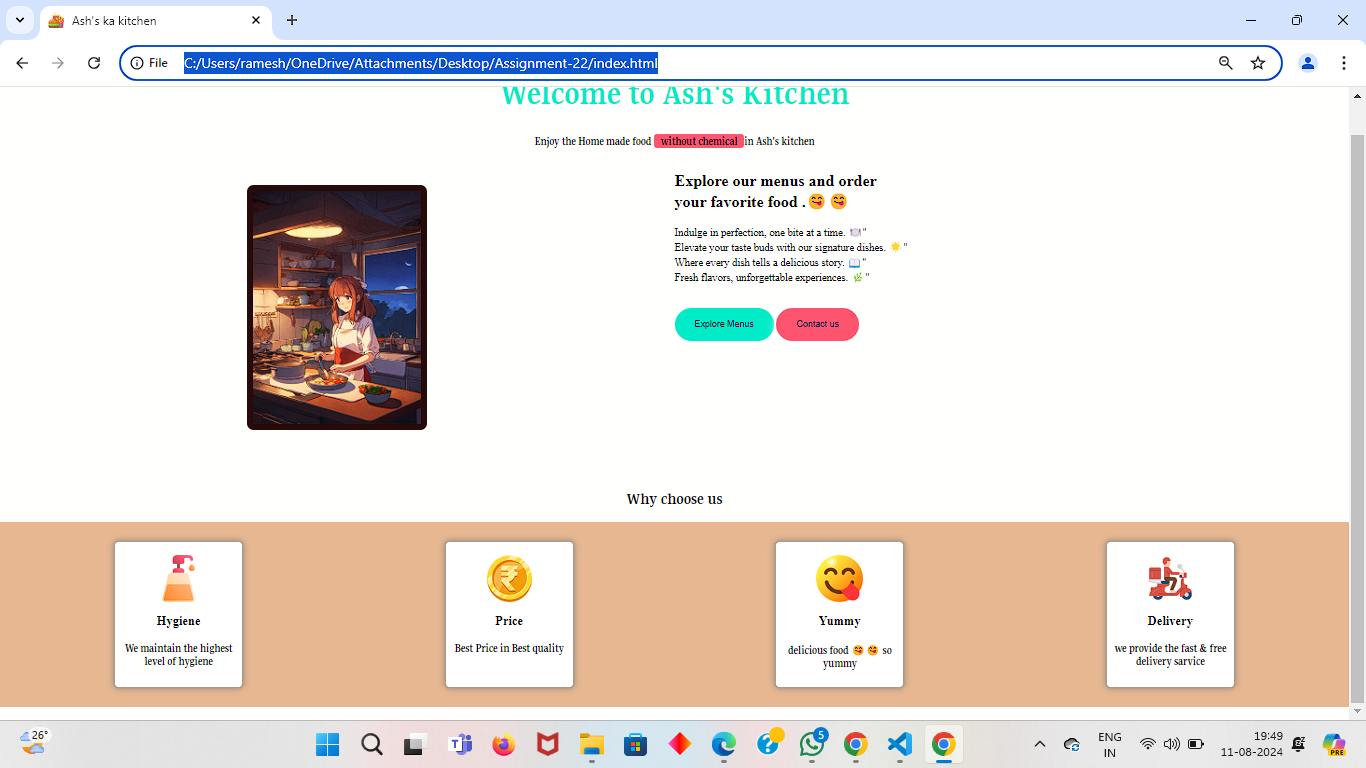 Ash's ka kitchen
File
C:/Users/ramesh/OneDrive/Attachments/Desktop/Assignment-22/index.html
Welcome to Ash's Kitchen
Enjoy the Home made food without chemical in Ash's kitchen
Explore our menus and order
your favorite food . 😋 😋
Indulge in perfection, one bite at a time. 🍽️"
Elevate your taste buds with our signature dishes. 🌟"
Where every dish tells a delicious story. 📖"
Fresh flavors, unforgettable experiences. 🌿"
Explore Menus
Contact us
Why choose us
Hygiene
We maintain the highest
level of hygiene
Price
Best Price in Best quality
Yummy
delicious food 😋 😋 so
yummy
Delivery
we provide the fast & free
delivery sarvice
26°
5
ENG
IN
19:49
11-08-2024
PRE